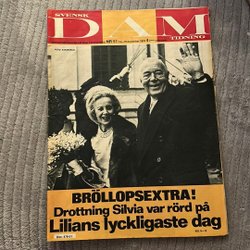 SVENSK
DAM
TIDNING
BRÖLLOPSEXTRA!
Drottning Silvia var rörd på
Lilians lyckligaste dag